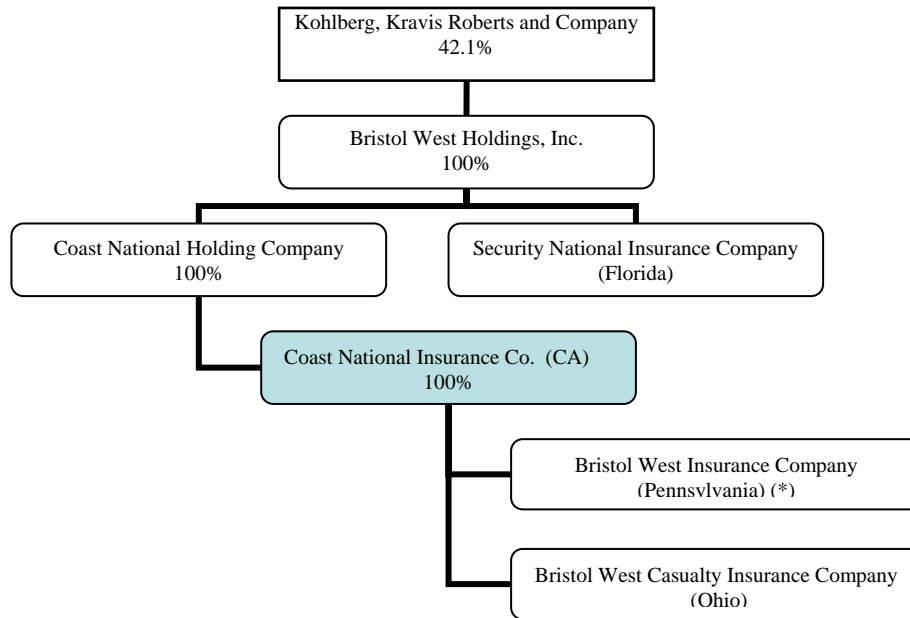 Kohlberg, Kravis Roberts and Company
42.1%
Bristol West Holdings, Inc.
100%
Coast National Holding Company
100%
Security National Insurance Company
(Florida)
Coast National Insurance Co. (CA)
100%
Bristol West Insurance Company
(Pennsylvania) (*)
Bristol West Casualty Insurance Company
(Ohio)